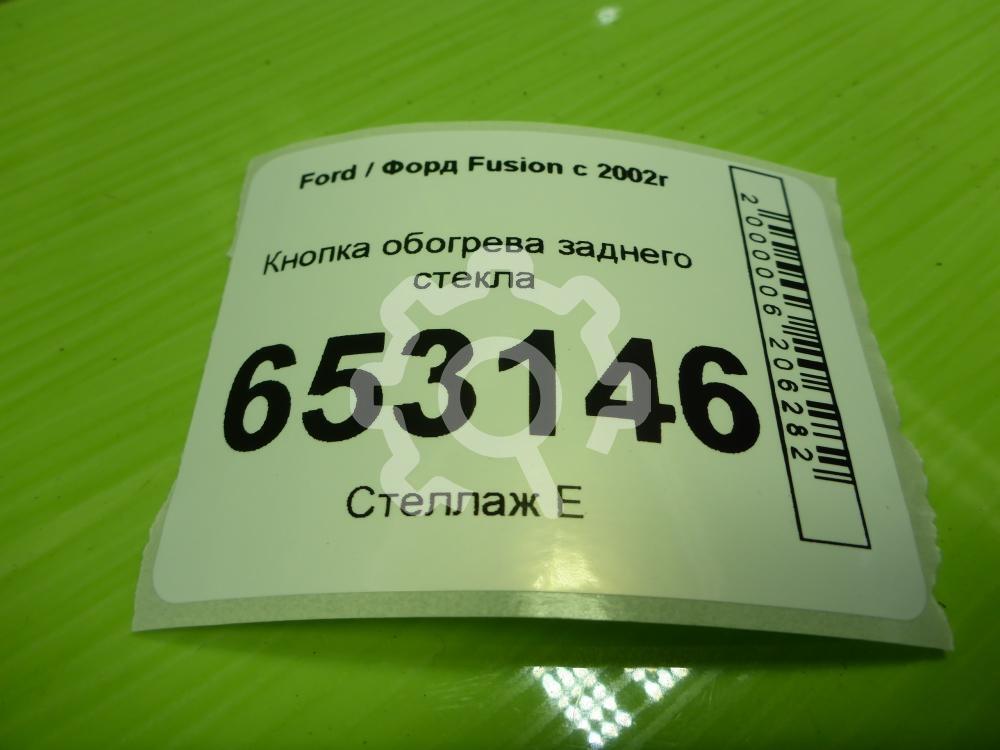 Ford / Форд Fusion с 2002г
Кнопка обогрева заднего
стекла
653146
Стеллаж Е
2000006206282